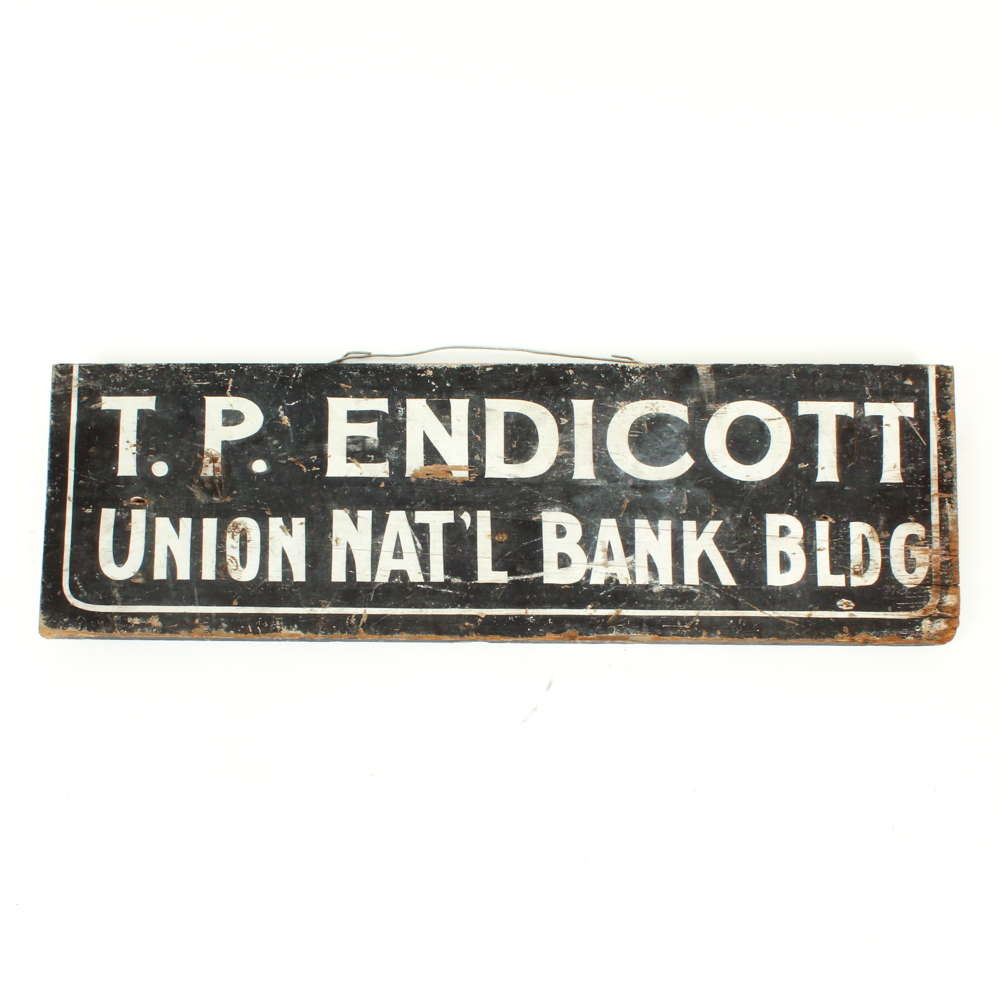 T. P. ENDICOTT
UNION NAT'L BANK BLDG